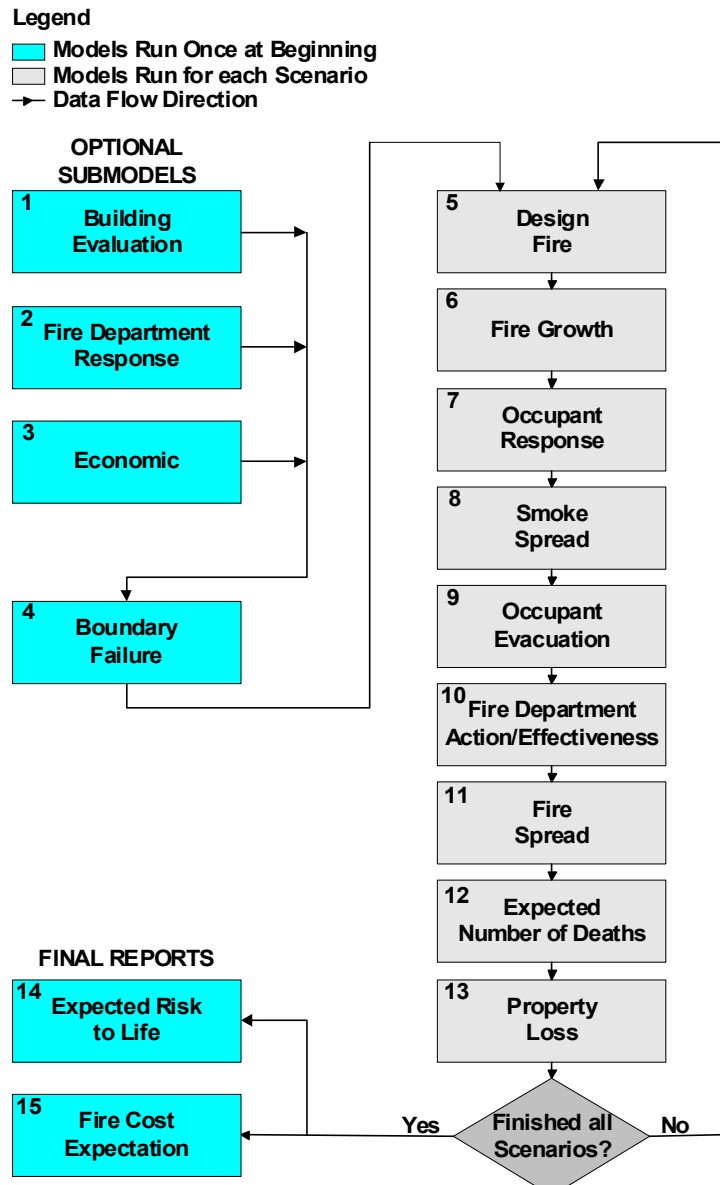 Legend
Models Run Once at Beginning
Models Run for each Scenario
Data Flow Direction
OPTIONAL
SUBMODELS
1
Building
Evaluation
2
Fire Department
Response
3
Economic
4
Boundary
Failure
5
Design
Fire
6
Fire Growth
7
Occupant
Response
8
Smoke
Spread
9
Occupant
Evacuation
10
Fire Department
Action/Effectiveness
11
Fire
Spread
12
Expected
Number of Deaths
13
Property
Loss
Finished all
Scenarios?
Yes
No
FINAL REPORTS
14
Expected Risk
to Life
15
Fire Cost
Expectation